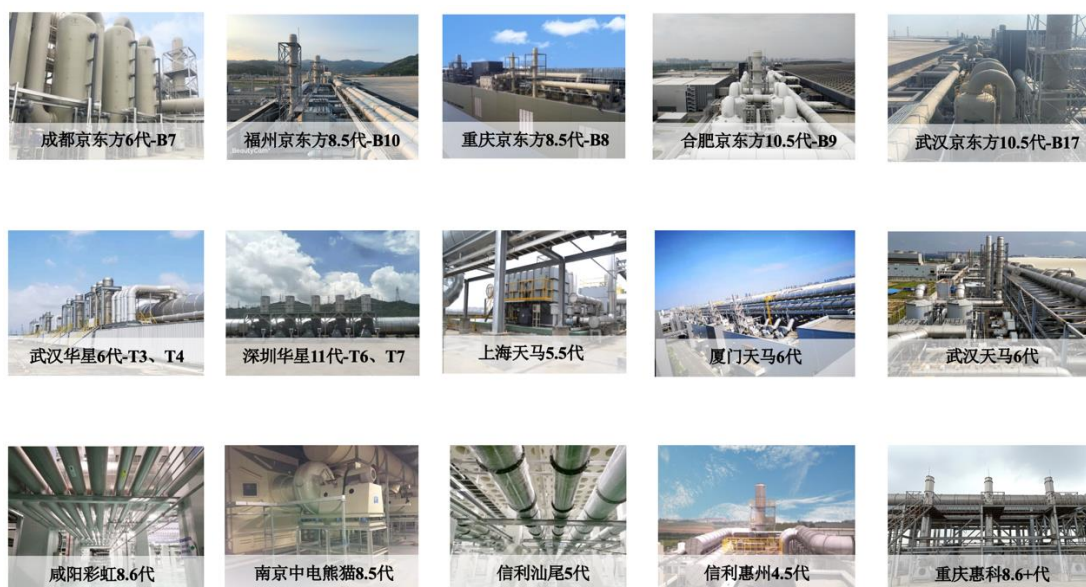 成都京东方6代-B7
福州京东方8.5代-B10
重庆京东方8.5代-B8
合肥京东方10.5代-B9
武汉京东方10.5代-B17
武汉华星6代-T3、T4
深圳华星11代-T6、T7
上海天马5.5代
厦门天马6代
武汉天马6代
咸阳彩虹8.6代
南京中电熊猫8.5代
信利汕尾5代
信利惠州4.5代
重庆惠科8.6+代